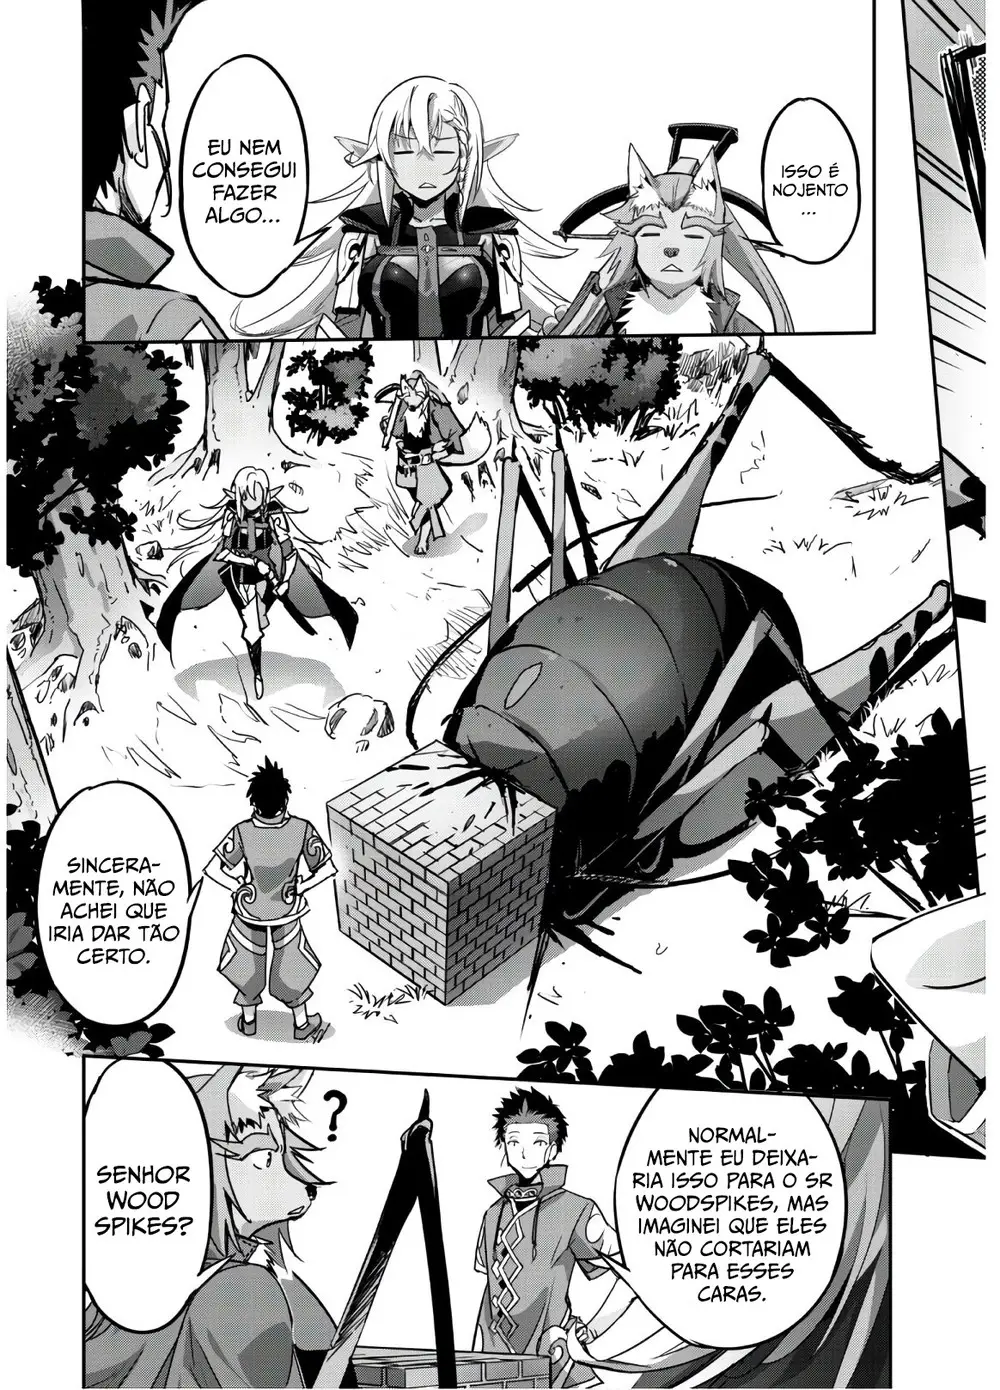 ISSO É
NOJENTO
...
EU NEM
CONSEGUI
FAZER
ALGO...
SINCERA-
MENTE, NÃO
ACHEI QUE
IRIA DAR TÃO
CERTO.
NORMAL-
MENTE EU DEIXA-
RIA ISSO PARA O SR
WOODSPIKES, MAS
IMAGINEI QUE ELES
NÃO CORTARIAM
PARA ESSES
CARAS.
?
SENHOR
WOOD
SPIKES?